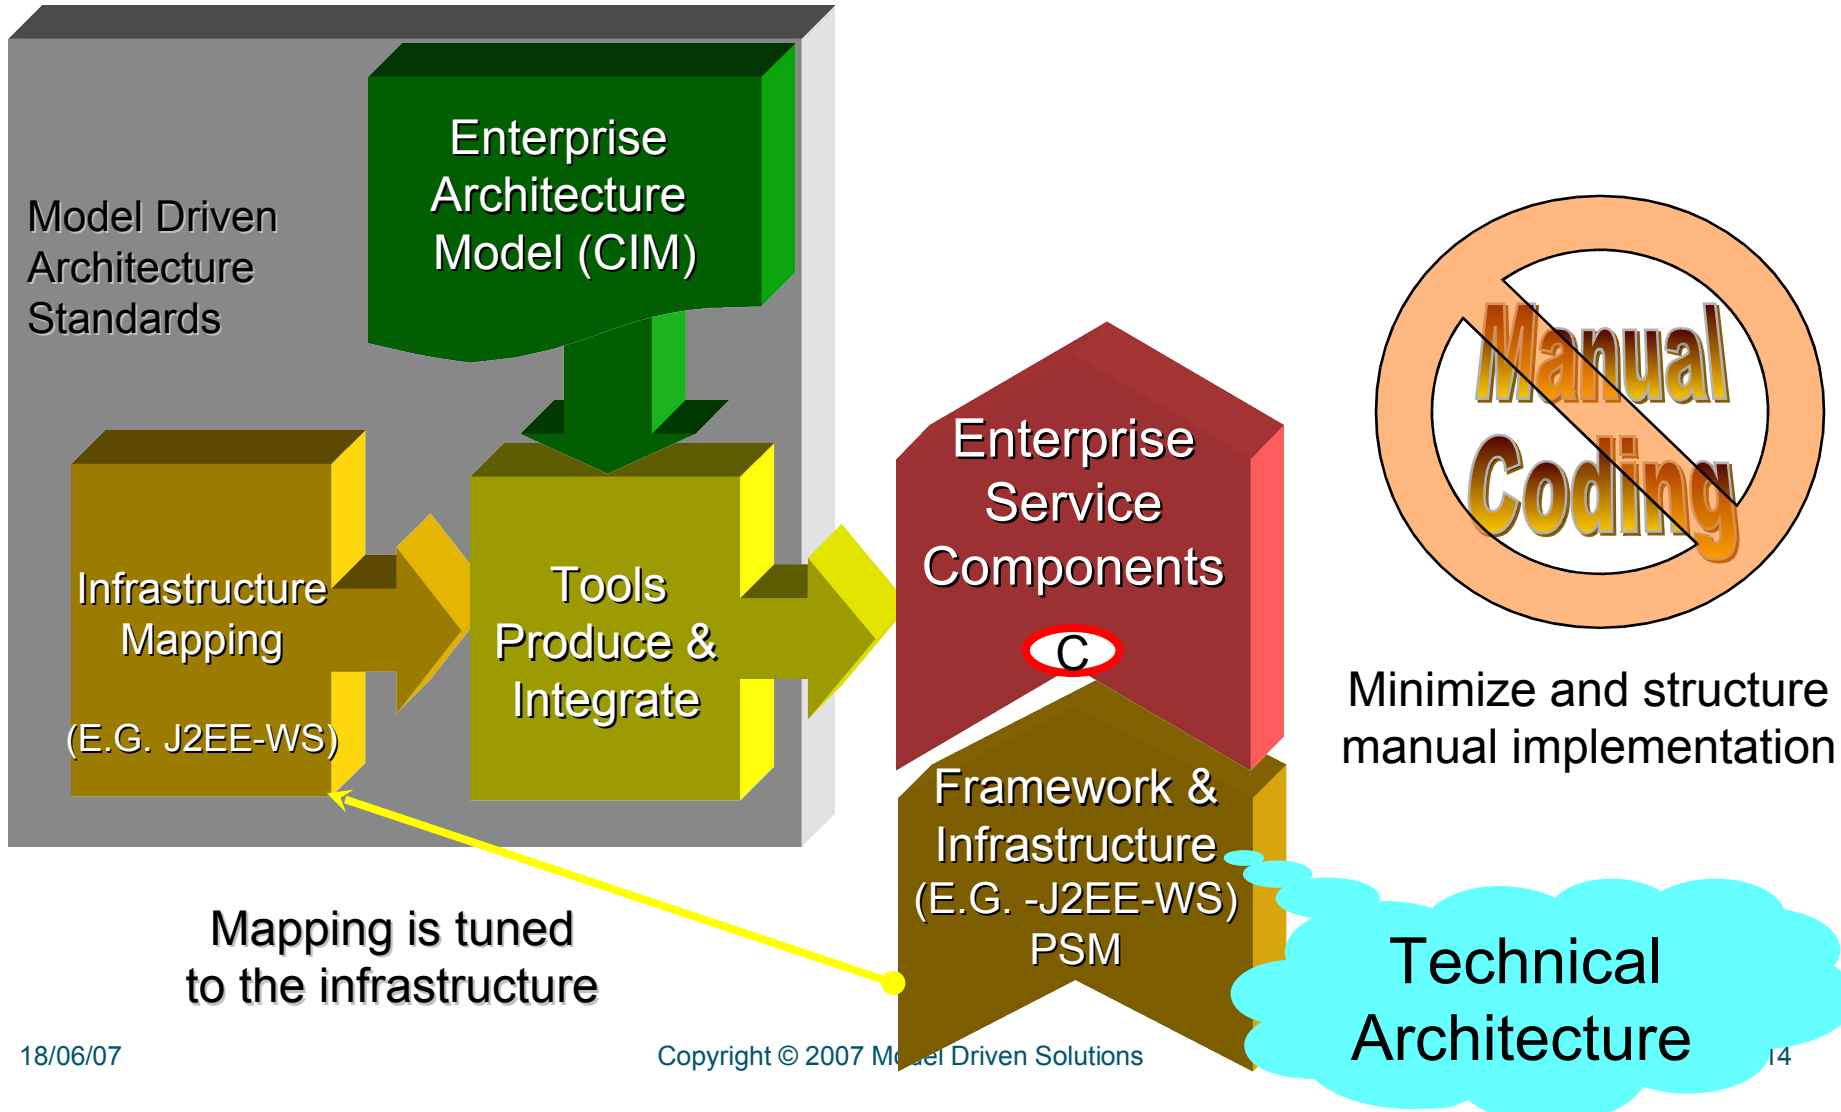 Enterprise
Architecture
Model (CIM)
Model Driven
Architecture
Standards
Infrastructure
Mapping
(E.G. J2EE-WS)
Tools
Produce &
Integrate
Enterprise
Service
Components
C
Manual
Coding
Minimize and structure
manual implementation
Framework &
Infrastructure
(E.G. -J2EE-WS)
PSM
Technical
Architecture
Mapping is tuned
to the infrastructure
18/06/07
Copyright © 2007 Model Driven Solutions
14